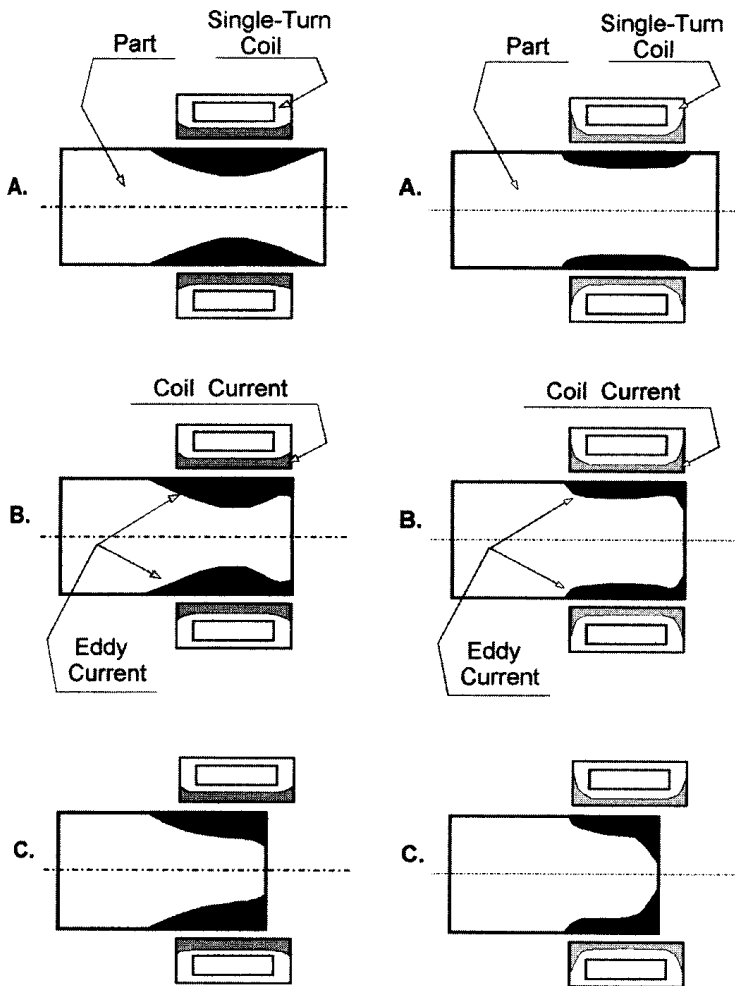 Part
Single-Turn
Coil
Part
Single-Turn
Coil
A.
A.
Coil Current
Coil Current
B.
B.
Eddy
Current
Eddy
Current
C.
C.